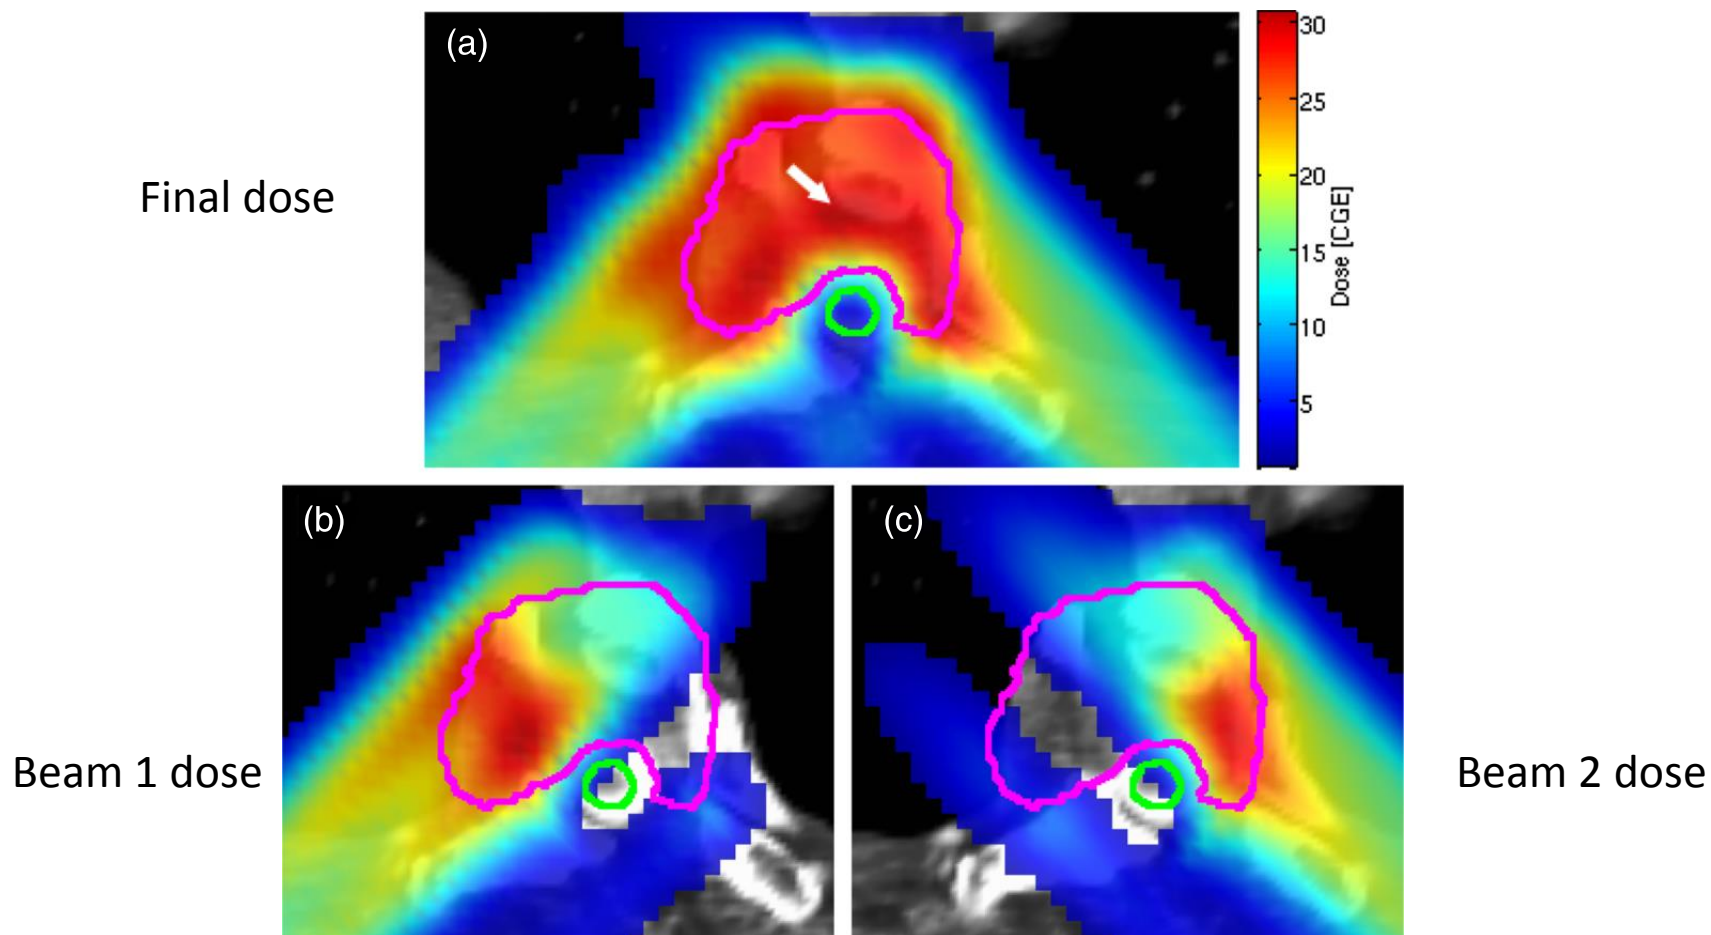 (a)
Final dose
30
25
20
15
10
5
Dose [CGE]
(b)
(c)
Beam 1 dose
Beam 2 dose